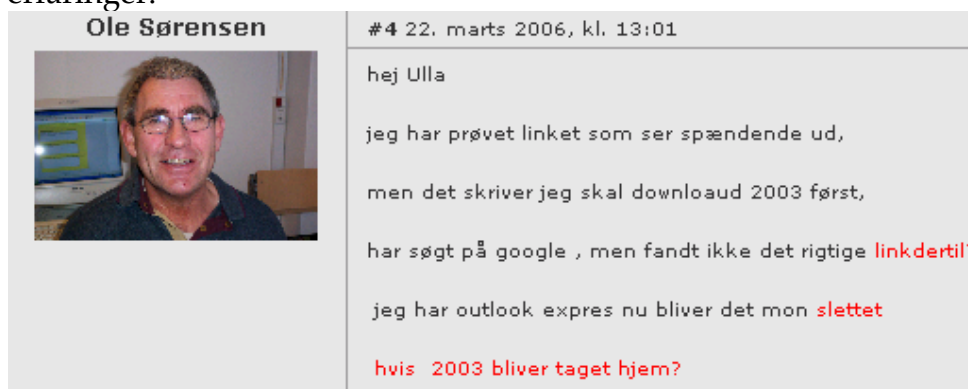 erfaringer.
Ole Sørensen
#4 22. marts 2006, kl. 13:01
hej Ulla
jeg har prøvet linket som ser spændende ud,
men det skriver jeg skal downloaud 2003 først,
har søgt på google , men fandt ikke det rigtige linkdertil?
jeg har outlook expres nu bliver det mon slettet
hvis 2003 bliver taget hjem?